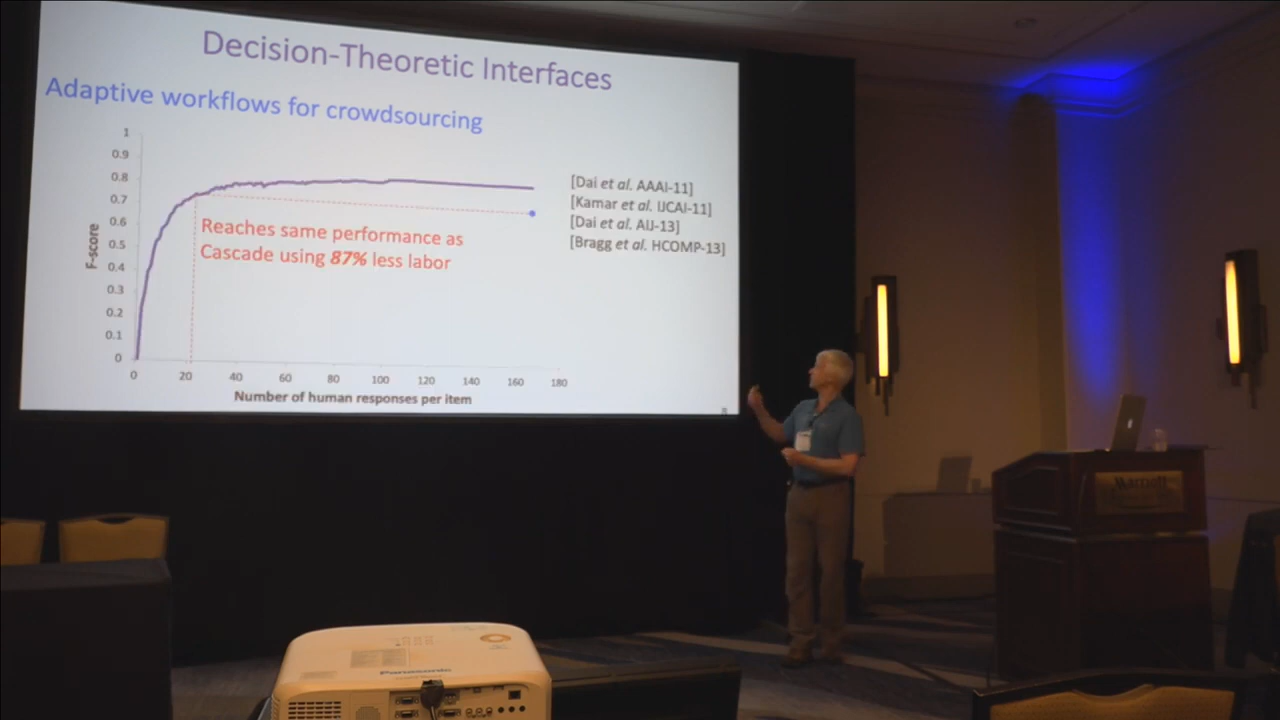 Decision-Theoretic Interfaces
Adaptive workflows for crowdsourcing
1
0.9
0.8
0.7
0.6
0.5
0.4
0.3
0.2
0.1
0
F-score
Reaches same performance as
Cascade using 87% less labor
[Dai et al. AAAI-11]
[Kamar et al. IJCAI-11]
[Dai et al. AIJ-13]
[Bragg et al. HCOMP-13]
0 20 40 60 80 100 120 140 160 180
Number of human responses per item
8
Marriott
Panasonic